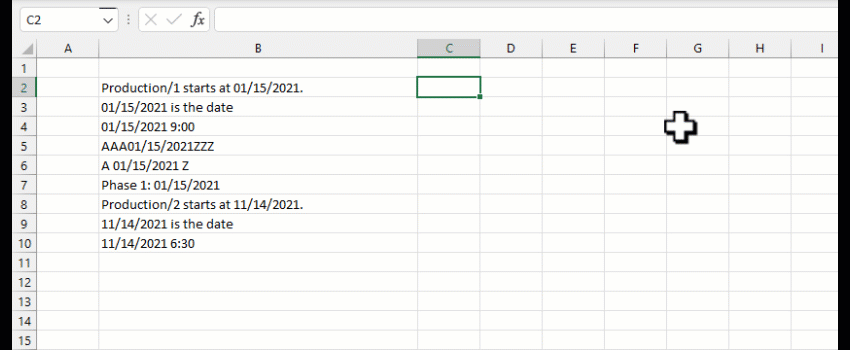 C2 fx
A B C D E F G H I
1
2 Production/1 starts at 01/15/2021.
3 01/15/2021 is the date
4 01/15/2021 9:00
5 AAA01/15/2021ZZZ
6 A 01/15/2021 Z
7 Phase 1: 01/15/2021
8 Production/2 starts at 11/14/2021.
9 11/14/2021 is the date
10 11/14/2021 6:30
11
12
13
14
15